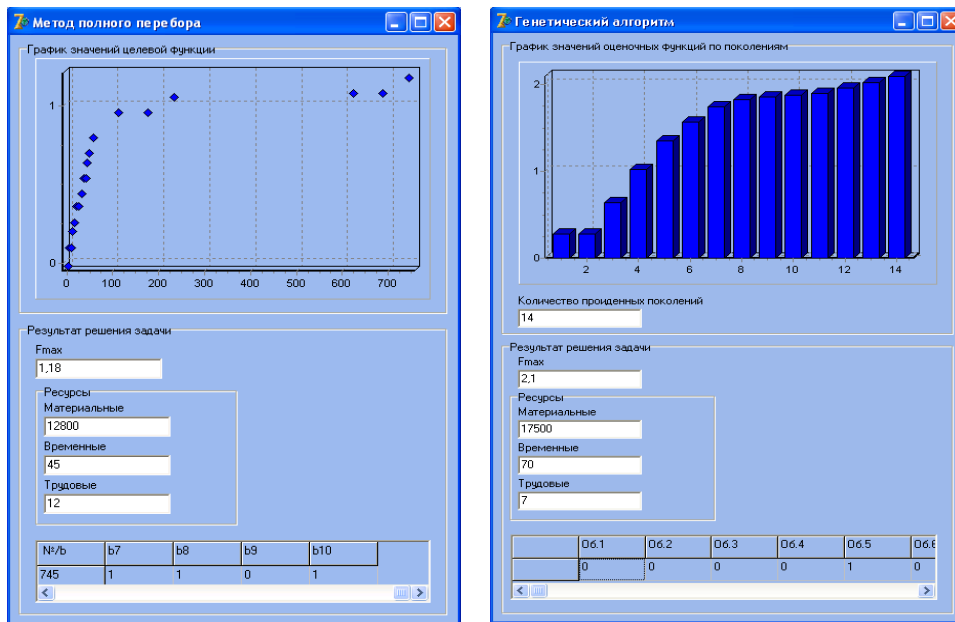 Метод полного перебора
График значений целевой функции
1
0
0 100 200 300 400 500 600 700
Результат решения задачи
Fmax
1,18
Ресурсы
Материальные
12800
Временные
45
Трудовые
12
№/b b7 b8 b9 b10
745 1 1 0 1
Генетический алгоритм
График значений оценочных функций по поколениям
2
1
0
2 4 6 8 10 12 14
Количество проиденных поколений
14
Результат решения задачи
Fmax
2,1
Ресурсы
Материальные
17500
Временные
70
Трудовые
7
Об.1 Об.2 Об.3 Об.4 Об.5 Об.6
0 0 0 0 1 0